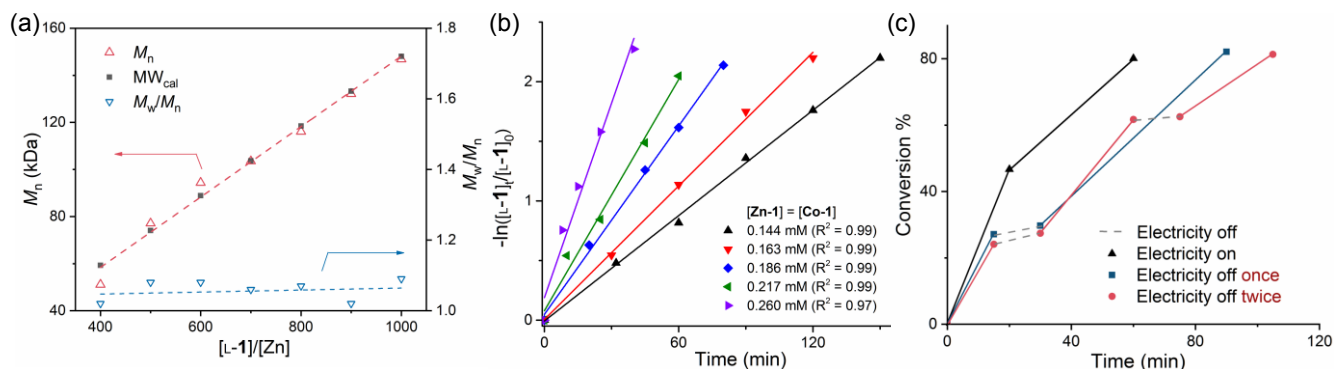 (a)
Mn
MWcal
Mw/Mn
Mn (kDa)
160
120
80
40
400
600
800
1000
[L-1]/[Zn]
1.8
1.6
1.4
1.2
1.0
Mw/Mn
(b)
-ln([L-1]t/[L-1]0)
2
1
0
0
60
120
Time (min)
[Zn-1] = [Co-1]
0.144 mM (R² = 0.99)
0.163 mM (R² = 0.99)
0.186 mM (R² = 0.99)
0.217 mM (R² = 0.99)
0.260 mM (R² = 0.97)
(c)
Conversion %
80
40
0
0
40
80
120
Time (min)
Electricity off
Electricity on
Electricity off once
Electricity off twice